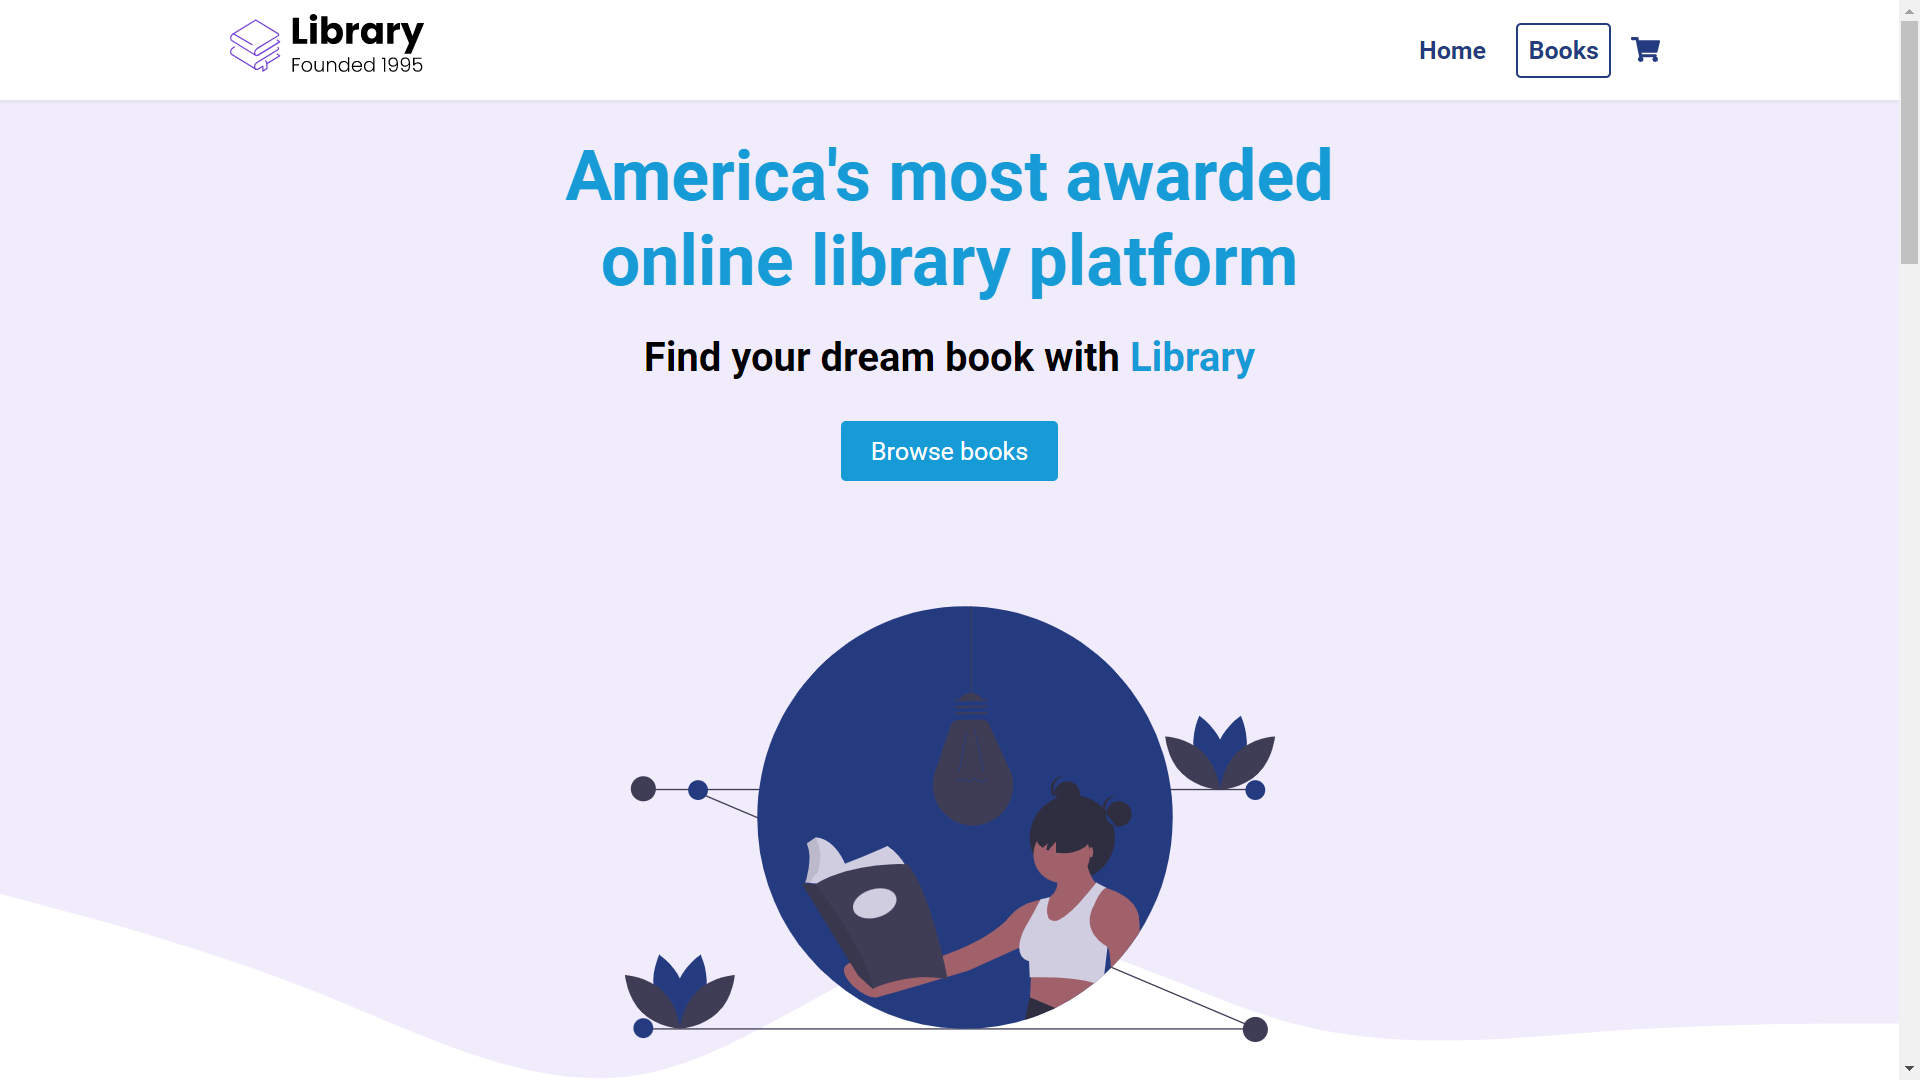 Library
Founded 1995
Home
Books
America's most awarded
online library platform
Find your dream book with Library
Browse books